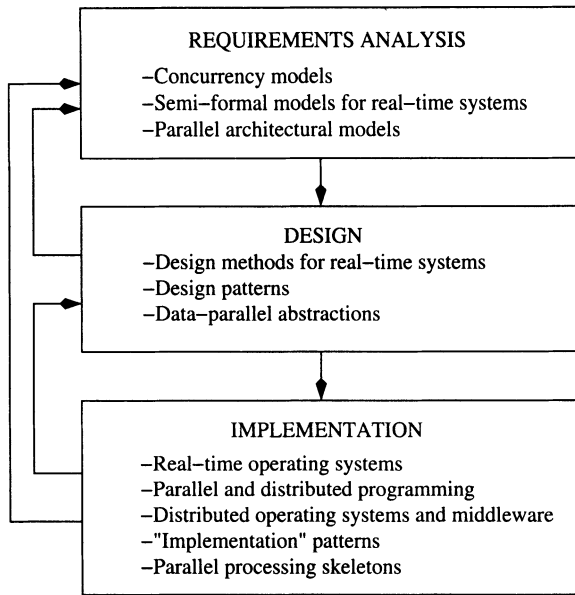 REQUIREMENTS ANALYSIS
–Concurrency models
–Semi–formal models for real–time systems
–Parallel architectural models
DESIGN
–Design methods for real–time systems
–Design patterns
–Data–parallel abstractions
IMPLEMENTATION
–Real–time operating systems
–Parallel and distributed programming
–Distributed operating systems and middleware
–"Implementation" patterns
–Parallel processing skeletons